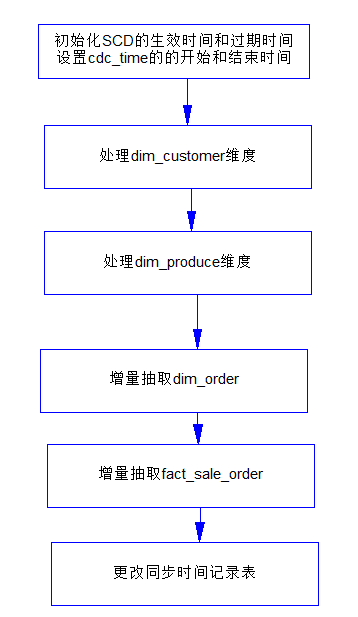 初始化SCD的生效时间和过期时间
设置cdc_time的的开始和结束时间
处理dim_customer维度
处理dim_produce维度
增量抽取dim_order
增量抽取fact_sale_order
更改同步时间记录表